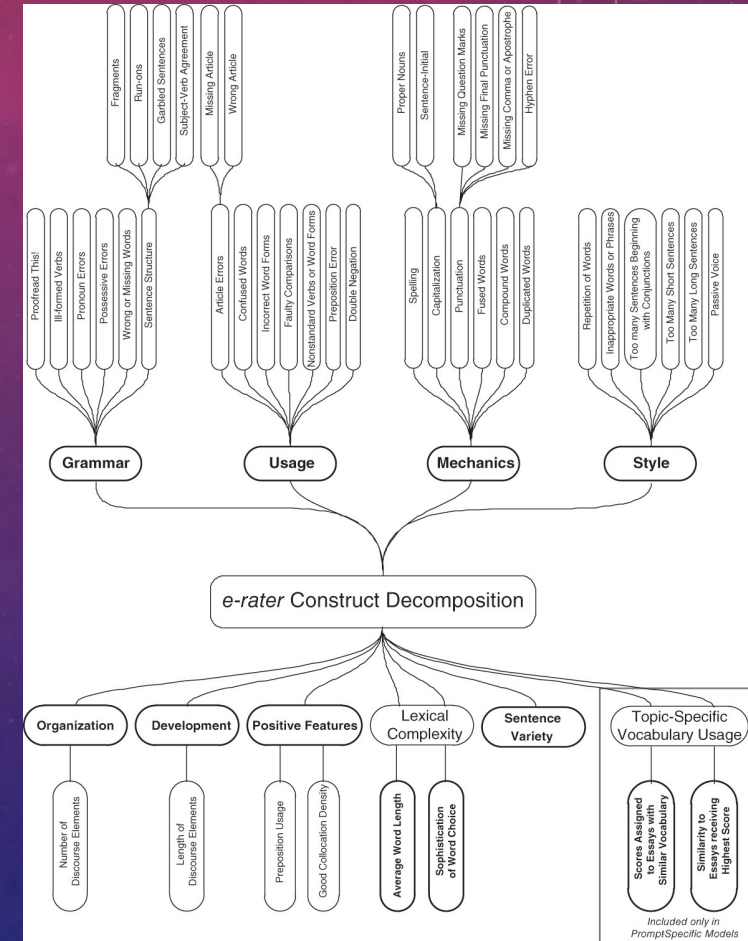 Fragments
Run-ons
Garbled Sentences
Subject-Verb Agreement
Missing Article
Wrong Article
Proper Nouns
Sentence-Initial
Missing Question Marks
Missing Final Punctuation
Missing Comma or Apostrophe
Hyphen Error
Proofread This!
Ill-formed Verbs
Pronoun Errors
Possessive Errors
Wrong or Missing Words
Sentence Structure
Article Errors
Confused Words
Incorrect Word Forms
Faulty Comparisons
Nonstandard Verbs or Word Forms
Preposition Error
Double Negation
Spelling
Capitalization
Punctuation
Fused Words
Compound Words
Duplicated Words
Repetition of Words
Inappropriate Words or Phrases
Too many Sentences Beginning
with Conjunctions
Too Many Short Sentences
Too Many Long Sentences
Passive Voice
Grammar
Usage
Mechanics
Style
e-rater Construct Decomposition
Organization
Development
Positive Features
Lexical
Complexity
Sentence
Variety
Topic-Specific
Vocabulary Usage
Number of
Discourse Elements
Length of
Discourse Elements
Preposition Usage
Good Collocation Density
Average Word Length
Sophistication
of Word Choice
Scores Assigned
to Essays with
Similar Vocabulary
Similarity to
Essays receiving
Highest Score
Included only in
PromptSpecific Models